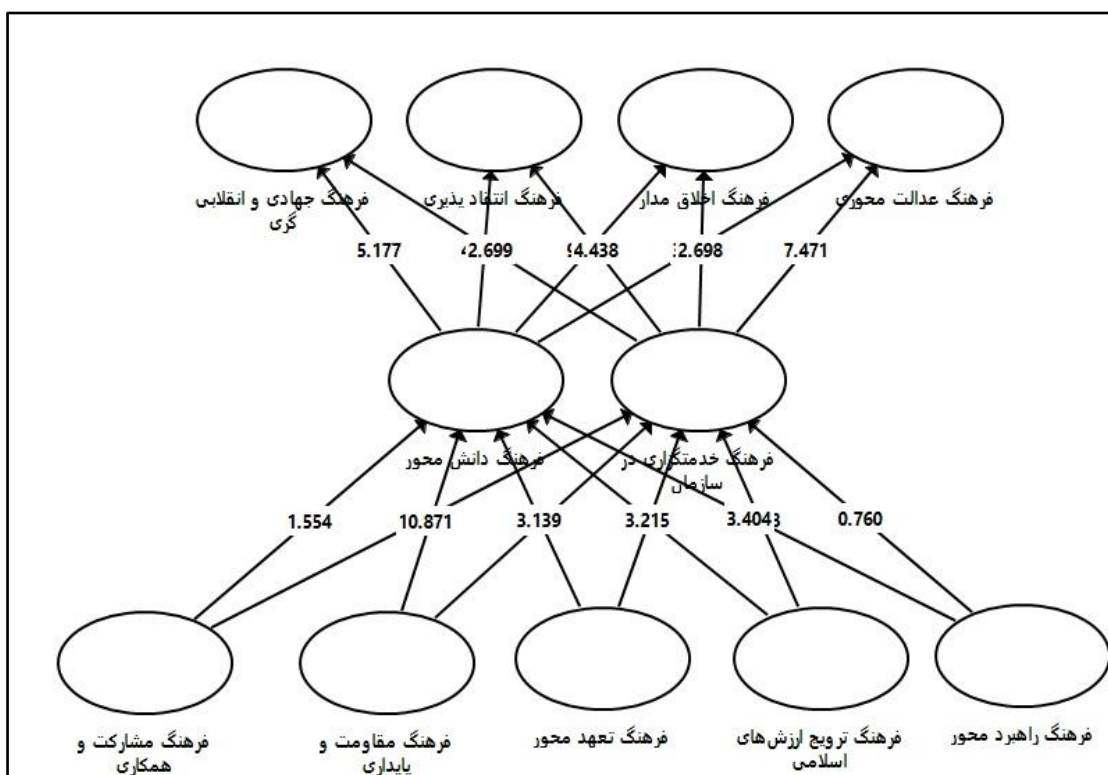 فرهنگ عدالت محوری
فرهنگ اخلاق مدار
فرهنگ انتقاد پذیری
فرهنگ جهادی و انقلابی
گری
5.177
2.699
4.438
2.698
7.471
فرهنگ دانش محور
فرهنگ خدمتگزاری در
سازمان
1.554
10.871
3.139
3.215
3.404
0.760
فرهنگ مشارکت و
همکاری
فرهنگ مقاومت و
پایداری
فرهنگ تعهد محور
فرهنگ ترویج ارزش‌های
اسلامی
فرهنگ راهبرد محور